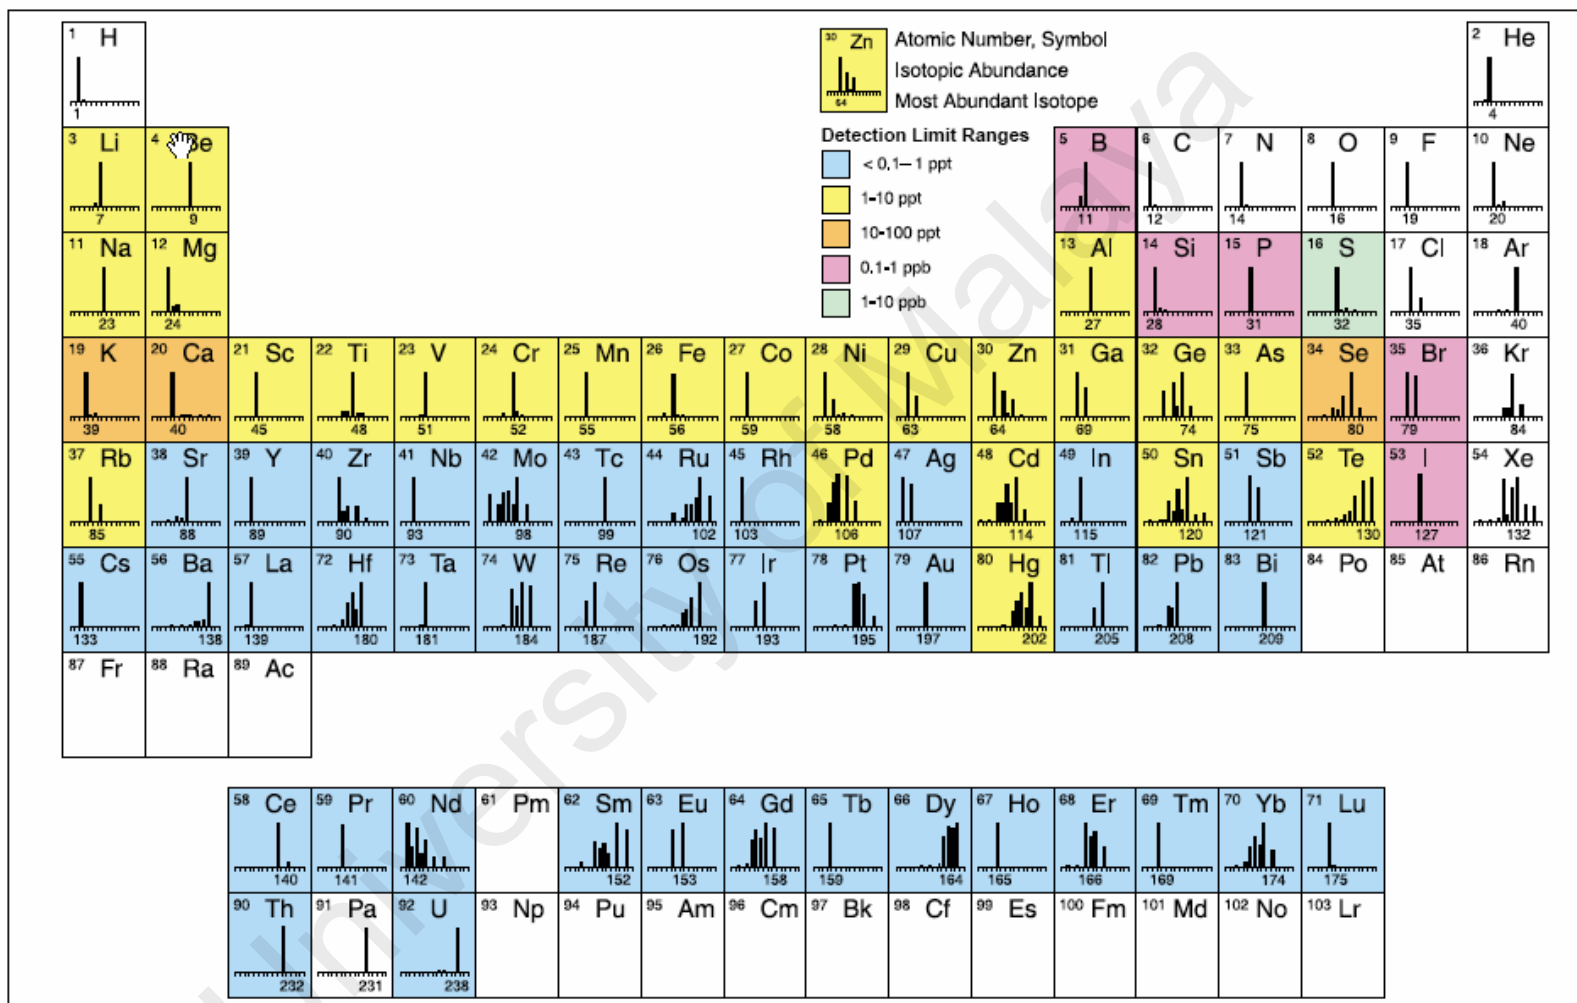 1 H
30 Zn Atomic Number, Symbol
2 He
Isotopic Abundance
64 Most Abundant Isotope
1
4
Detection Limit Ranges
< 0.1– 1 ppt
1-10 ppt
10-100 ppt
0.1-1 ppb
1-10 ppb
3 Li 4 Be 5 B 6 C 7 N 8 O 9 F 10 Ne
7 9 11 12 14 16 19 20
11 Na 12 Mg 13 Al 14 Si 15 P 16 S 17 Cl 18 Ar
23 24 27 28 31 32 35 40
19 K 20 Ca 21 Sc 22 Ti 23 V 24 Cr 25 Mn 26 Fe 27 Co 28 Ni 29 Cu 30 Zn 31 Ga 32 Ge 33 As 34 Se 35 Br 36 Kr
39 40 45 48 51 52 55 56 59 58 63 64 69 74 75 80 79 84
37 Rb 38 Sr 39 Y 40 Zr 41 Nb 42 Mo 43 Tc 44 Ru 45 Rh 46 Pd 47 Ag 48 Cd 49 In 50 Sn 51 Sb 52 Te 53 I 54 Xe
85 88 89 90 93 98 99 102 103 106 107 114 115 120 121 130 127 132
55 Cs 56 Ba 57 La 72 Hf 73 Ta 74 W 75 Re 76 Os 77 Ir 78 Pt 79 Au 80 Hg 81 Tl 82 Pb 83 Bi 84 Po 85 At 86 Rn
133 138 139 180 181 184 187 192 193 195 197 202 205 208 209
87 Fr 88 Ra 89 Ac
58 Ce 59 Pr 60 Nd 61 Pm 62 Sm 63 Eu 64 Gd 65 Tb 66 Dy 67 Ho 68 Er 69 Tm 70 Yb 71 Lu
140 141 142 152 153 158 159 164 165 166 169 174 175
90 Th 91 Pa 92 U 93 Np 94 Pu 95 Am 96 Cm 97 Bk 98 Cf 99 Es 100 Fm 101 Md 102 No 103 Lr
232 231 238
University of Malaya